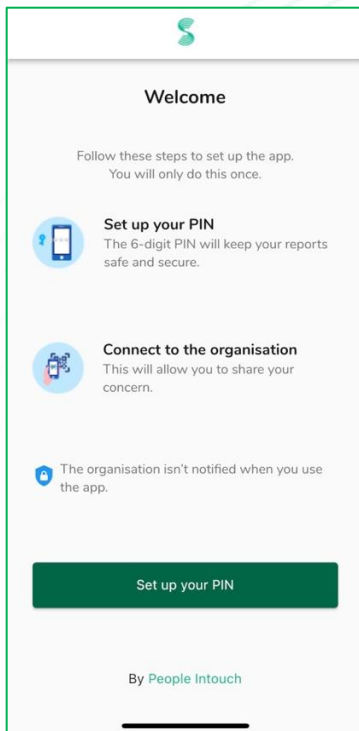 Welcome
Follow these steps to set up the app.
You will only do this once.
Set up your PIN
The 6-digit PIN will keep your reports
safe and secure.
Connect to the organisation
This will allow you to share your
concern.
The organisation isn't notified when you use
the app.
Set up your PIN
By People Intouch